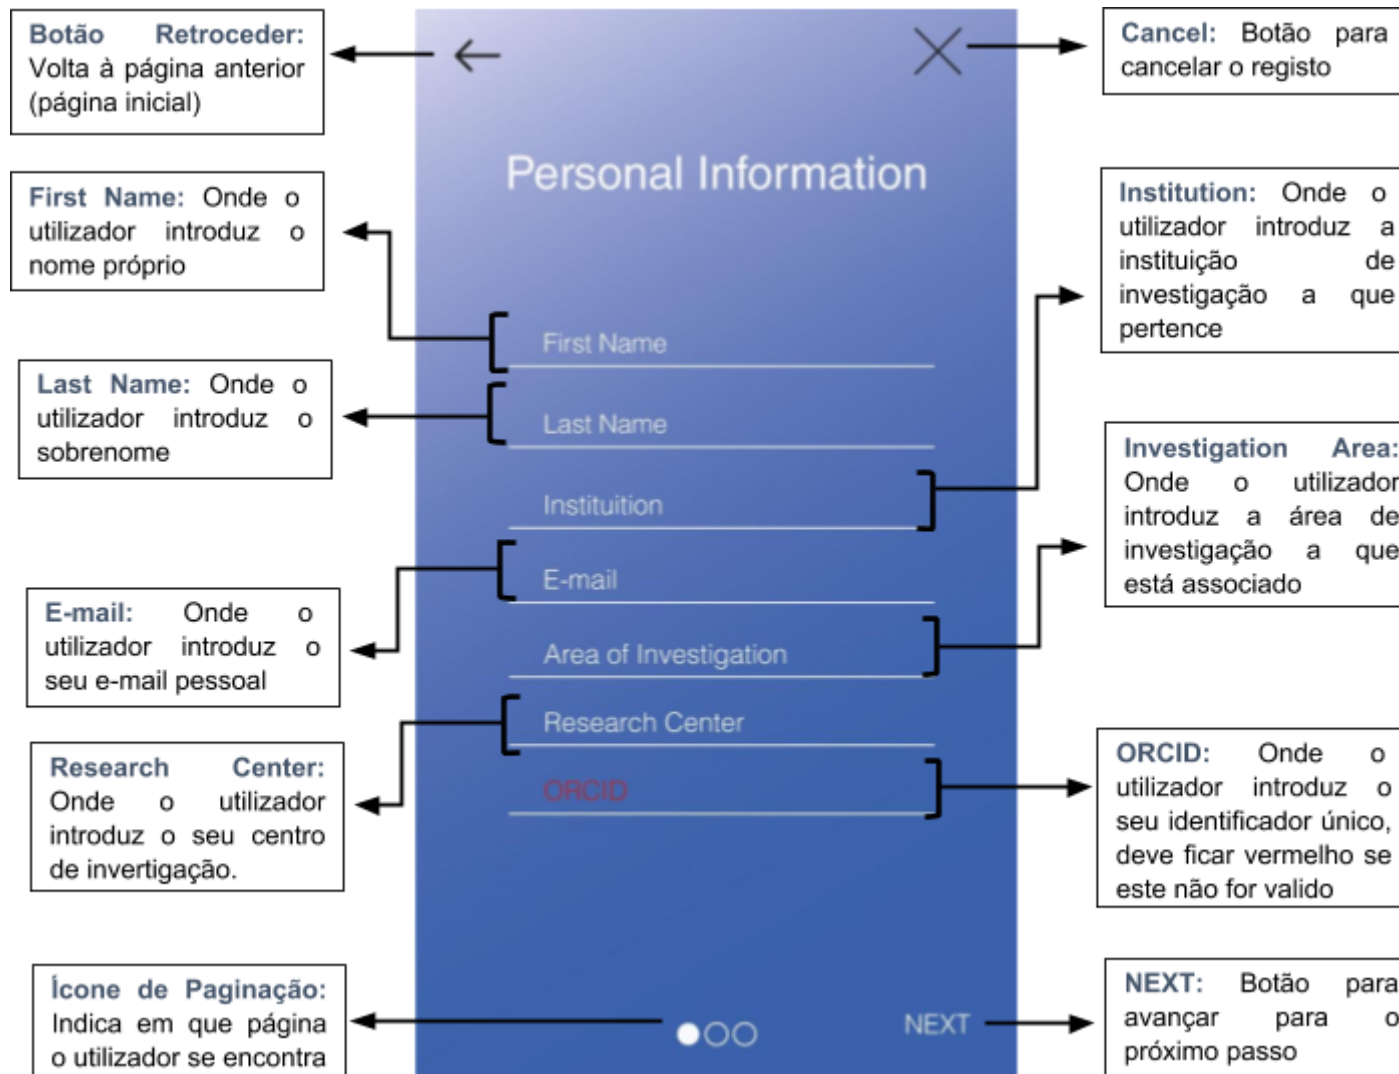 Botão Retroceder:
Volta à página anterior
(página inicial)
First Name: Onde o
utilizador introduz o
nome próprio
Last Name: Onde o
utilizador introduz o
sobrenome
E-mail: Onde o
utilizador introduz o
seu e-mail pessoal
Research Center:
Onde o utilizador
introduz o seu centro
de invertigação.
Ícone de Paginação:
Indica em que página
o utilizador se encontra
Personal Information
First Name
Last Name
Instituition
E-mail
Area of Investigation
Research Center
ORCID
NEXT
Cancel: Botão para
cancelar o registo
Institution: Onde o
utilizador introduz a
instituição de
investigação a que
pertence
Investigation Area:
Onde o utilizador
introduz a área de
investigação a que
está associado
ORCID: Onde o
utilizador introduz o
seu identificador único,
deve ficar vermelho se
este não for valido
NEXT: Botão para
avançar para o
próximo passo